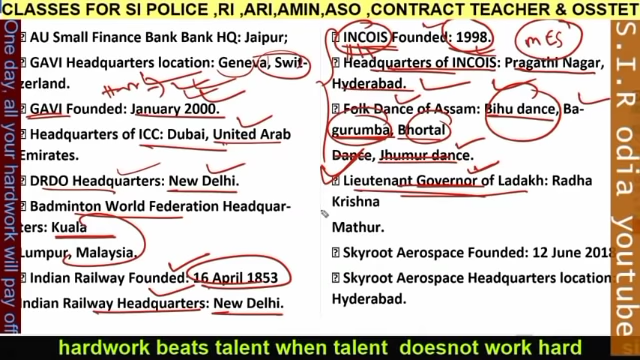 CLASSES FOR SI POLICE ,RI ,ARI,AMIN,ASO ,CONTRACT TEACHER & OSSTET
One day, all your hardwork will pay off
AU Small Finance Bank Bank HQ: Jaipur;
GAVI Headquarters location: Geneva, Swit-
zerland.
GAVI Founded: January 2000.
Headquarters of ICC: Dubai, United Arab
Emirates.
DRDO Headquarters: New Delhi.
Badminton World Federation Headquar-
ters: Kuala
Lumpur, Malaysia.
Indian Railway Founded: 16 April 1853
Indian Railway Headquarters: New Delhi.
INCOIS Founded: 1998.
MES
Headquarters of INCOIS: Pragathi Nagar,
Hyderabad.
Folk Dance of Assam: Bihu dance, Ba-
gurumba, Bhortal
Dance, Jhumur dance.
Lieutenant Governor of Ladakh: Radha
Krishna
Mathur.
Skyroot Aerospace Founded: 12 June 2018
Skyroot Aerospace Headquarters location
Hyderabad.
S.I.R odia youtube
hardwork beats talent when talent doesnot work hard